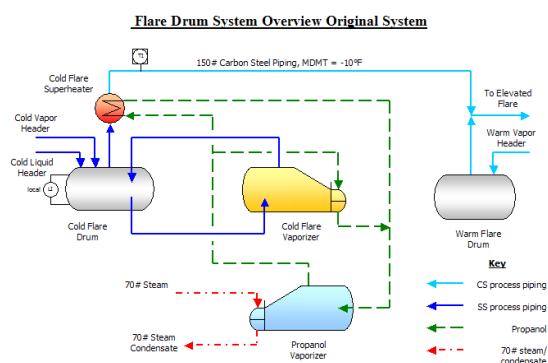 Flare Drum System Overview Original System
TI
150# Carbon Steel Piping, MDMT = -10°F
Cold Flare
Superheater
To Elevated
Flare
Cold Vapor
Header
Warm Vapor
Header
Cold Liquid
Header
local
LT
Cold Flare
Drum
Cold Flare
Vaporizer
Warm Flare
Drum
Key
CS process piping
SS process piping
Propanol
70# steam/
condensate
70# Steam
70# Steam
Condensate
Propanol
Vaporizer